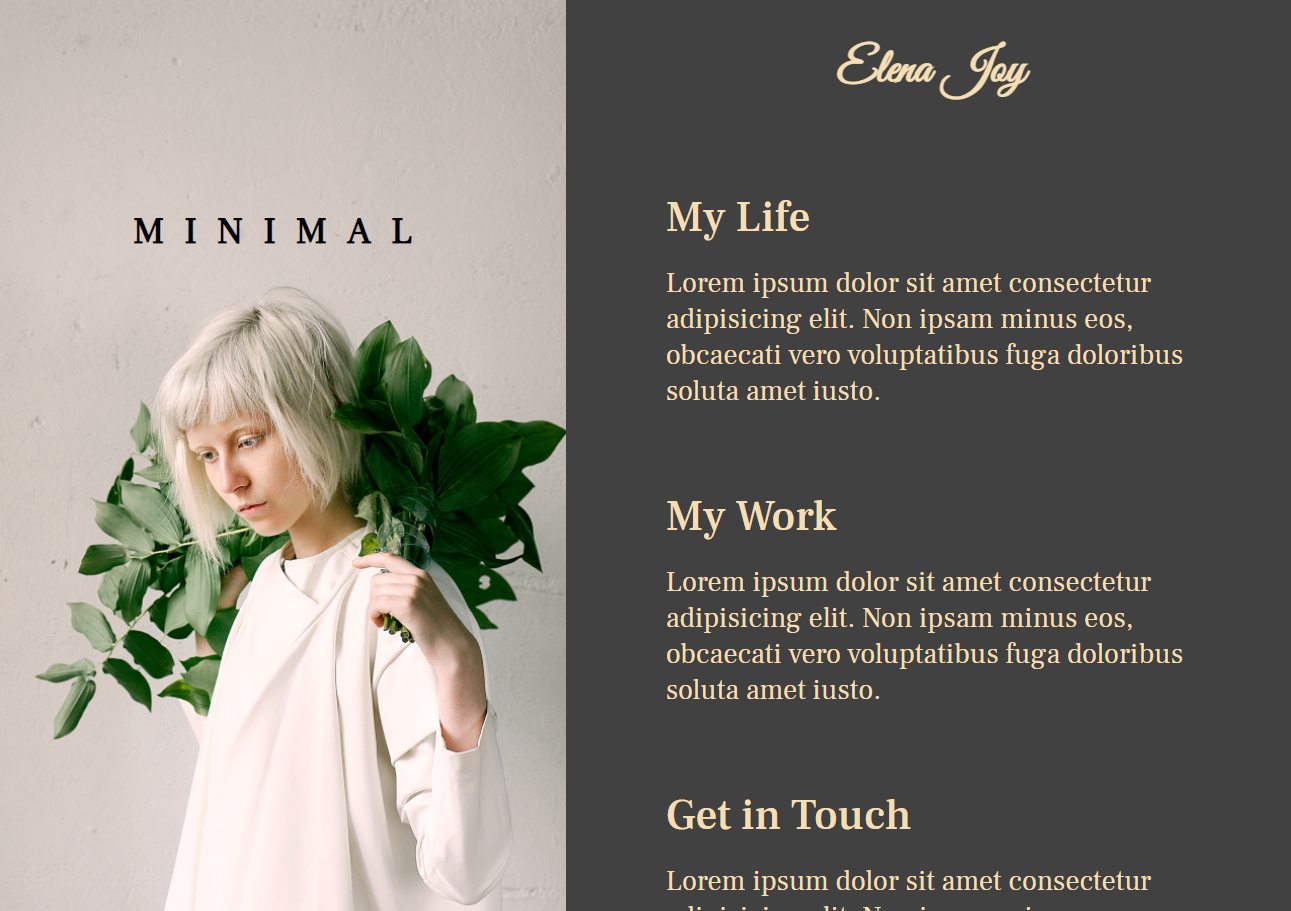 MINIMAL
Elena Joy
My Life
Lorem ipsum dolor sit amet consectetur
adipisicing elit. Non ipsam minus eos,
obcaecati vero voluptatibus fuga doloribus
soluta amet iusto.
My Work
Lorem ipsum dolor sit amet consectetur
adipisicing elit. Non ipsam minus eos,
obcaecati vero voluptatibus fuga doloribus
soluta amet iusto.
Get in Touch
Lorem ipsum dolor sit amet consectetur